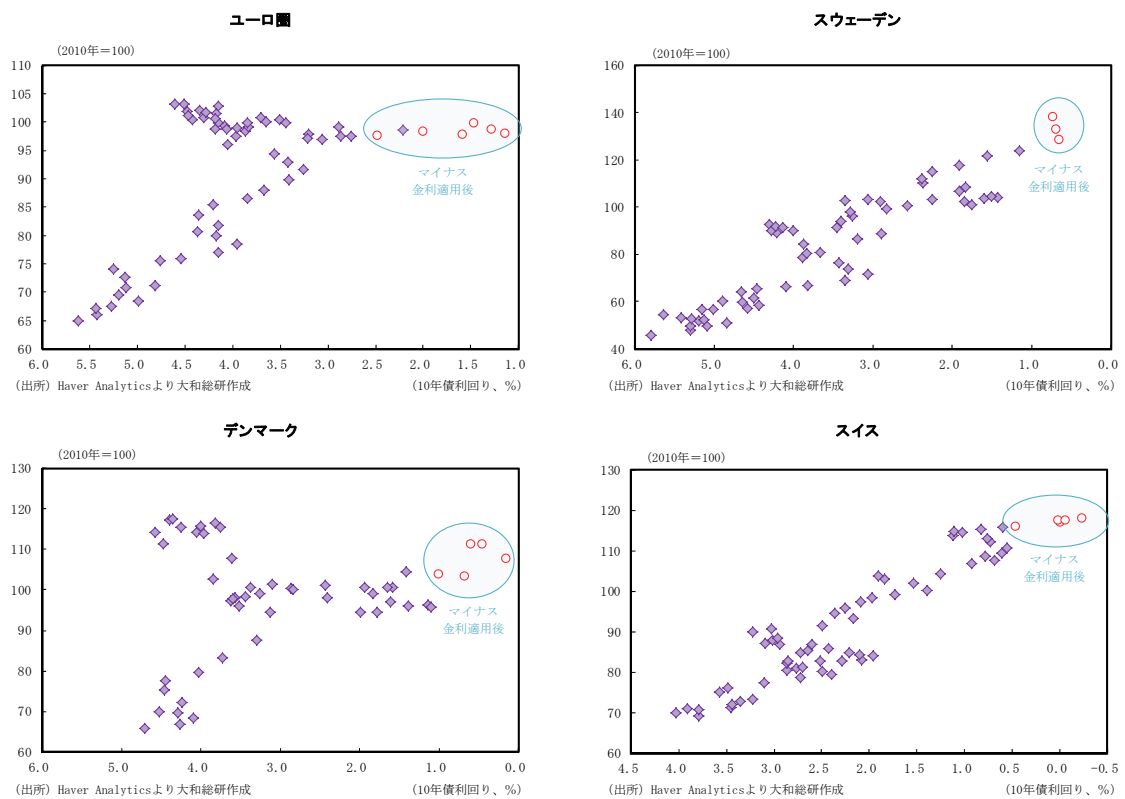 ユーロ圏
(2010年＝100)
110
105
100
95
90
85
80
75
70
65
60
マイナス
金利適用後
6.0 5.5 5.0 4.5 4.0 3.5 3.0 2.5 2.0 1.5 1.0
(出所) Haver Analyticsより大和総研作成
(10年債利回り、%)
スウェーデン
(2010年＝100)
160
140
120
100
80
60
40
マイナス
金利適用後
6.0 5.0 4.0 3.0 2.0 1.0 0.0
(出所) Haver Analyticsより大和総研作成
(10年債利回り、%)
デンマーク
(2010年＝100)
130
120
110
100
90
80
70
60
マイナス
金利適用後
6.0 5.0 4.0 3.0 2.0 1.0 0.0
(出所) Haver Analyticsより大和総研作成
(10年債利回り、%)
スイス
(2010年＝100)
130
120
110
100
90
80
70
60
マイナス
金利適用後
4.5 4.0 3.5 3.0 2.5 2.0 1.5 1.0 0.5 0.0 -0.5
(出所) Haver Analyticsより大和総研作成
(10年債利回り、%)